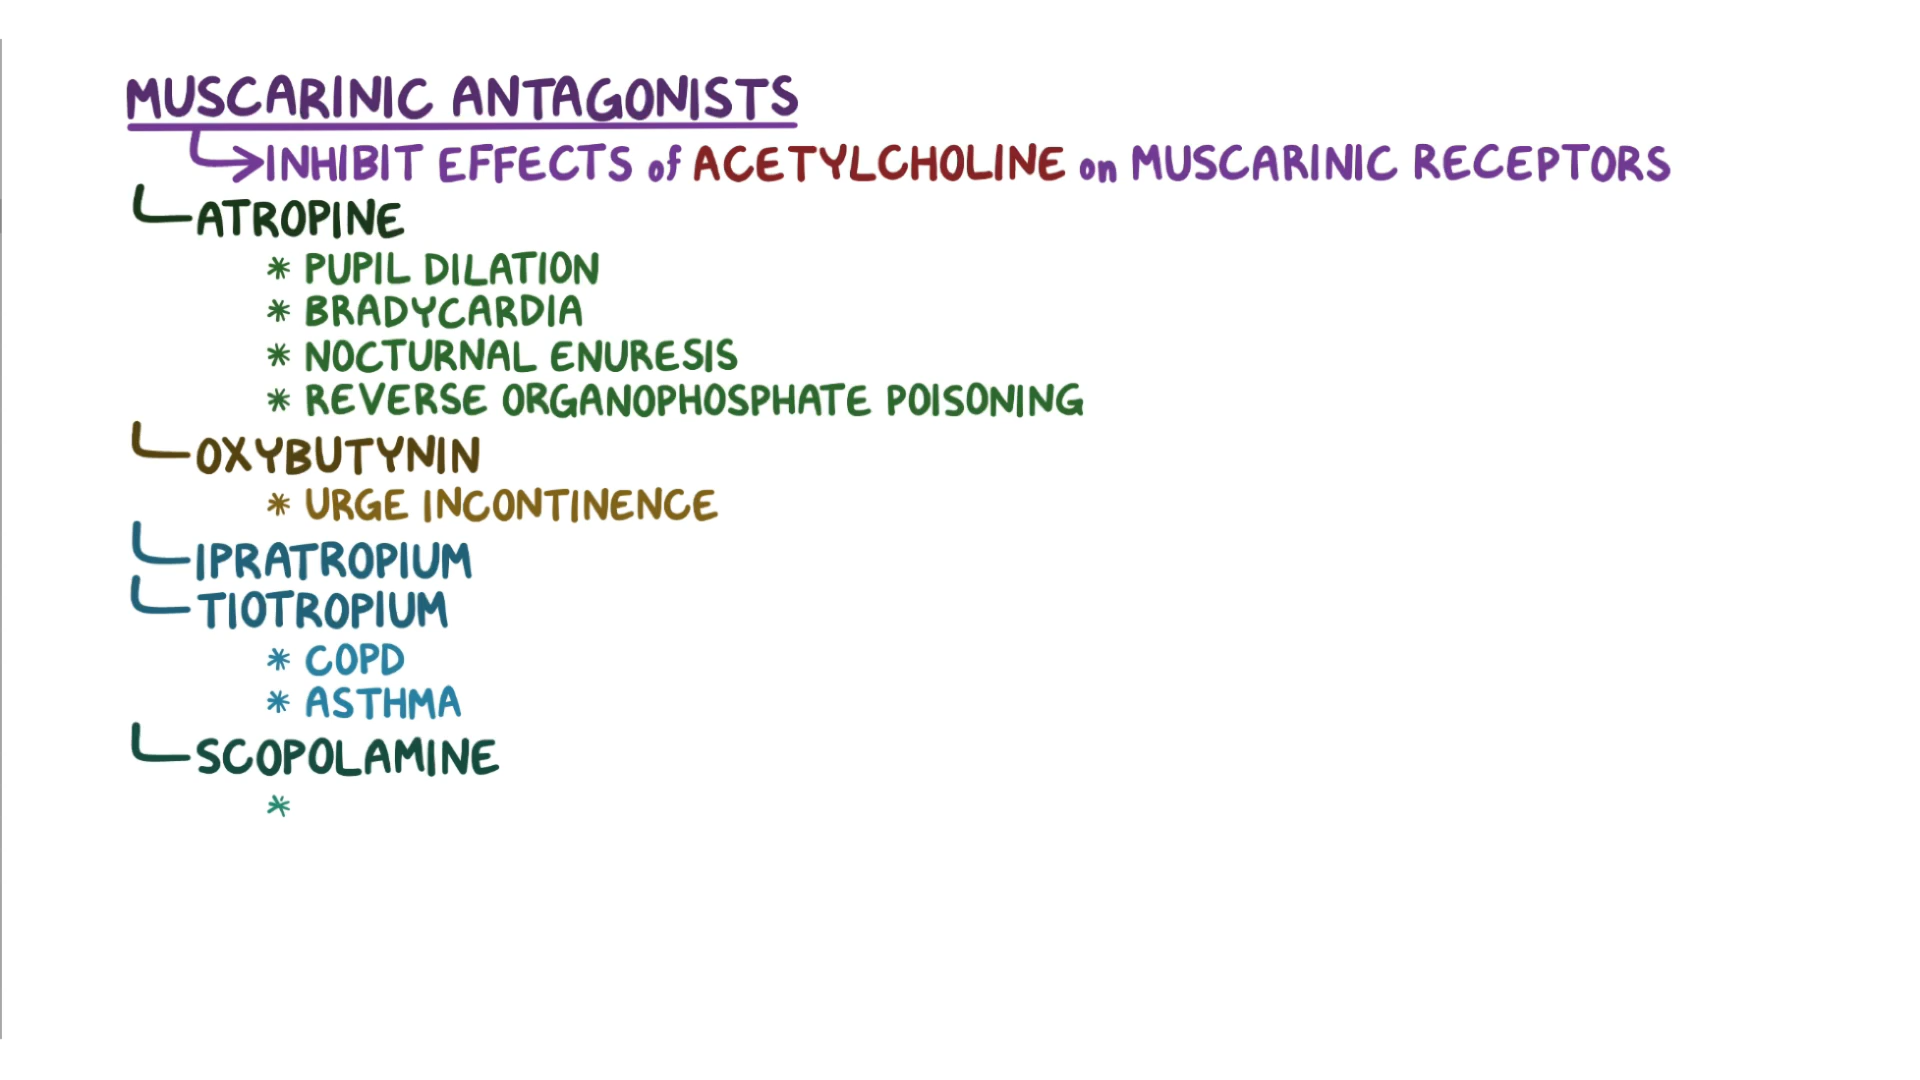 MUSCARINIC ANTAGONISTS
INHIBIT EFFECTS of ACETYLCHOLINE on MUSCARINIC RECEPTORS
ATROPINE
* PUPIL DILATION
* BRADYCARDIA
* NOCTURNAL ENURESIS
* REVERSE ORGANOPHOSPHATE POISONING
OXYBUTYNIN
* URGE INCONTINENCE
IPRATROPIUM
TIOTROPIUM
* COPD
* ASTHMA
SCOPOLAMINE
*